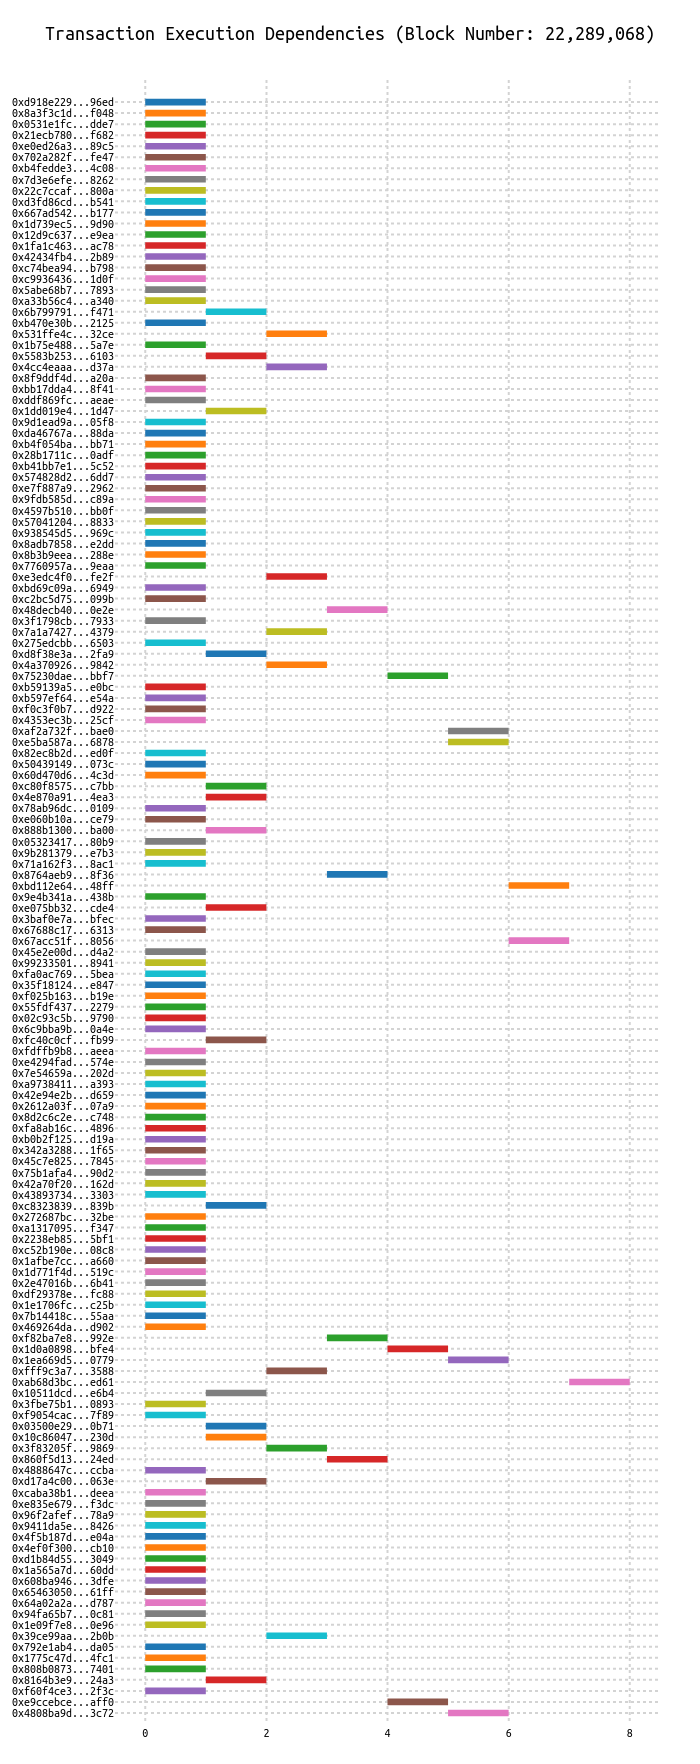 Transaction Execution Dependencies (Block Number: 22,289,068)
0xd918e229...96ed
0x8a3f3c1d...f048
0x0531e1fc...dde7
0x21ecb780...f682
0xe0ed26a3...89c5
0x702a282f...fe47
0xb4fedde3...4c08
0x7d3e6efe...8262
0x22c7ccaf...800a
0xd3fd86cd...b541
0x667ad542...b177
0x1d739ec5...9d90
0x12d9c637...e9ea
0x1fa1c463...ac78
0x42434fb4...2b89
0xc74bea94...b798
0xc9936436...1d0f
0x5abe68b7...7893
0xa33b56c4...a340
0x6b799791...f471
0xb470e30b...2125
0x531ffe4c...32ce
0x1b75e488...5a7e
0x5583b253...6103
0x4cc4eaaa...d37a
0x8f9ddf4d...a20a
0xbb17dda4...8f41
0xddf869fc...aeae
0x1dd019e4...1d47
0x9d1ead9a...05f8
0xda46767a...88da
0xb4f054ba...bb71
0x28b1711c...0adf
0xb41bb7e1...5c52
0x574828d2...6dd7
0xe7f887a9...2962
0x9fdb585d...c89a
0x4597b510...bb0f
0x57041204...8833
0x938545d5...969c
0x8adb7858...e2dd
0x8b3b9eea...288e
0x7760957a...9eaa
0xe3edc4f0...fe2f
0xbd69c09a...6949
0xc2bc5d75...099b
0x48decb40...0e2e
0x3f1798cb...7933
0x7a1a7427...4379
0x275edcbb...6503
0xd8f38e3a...2fa9
0x4a370926...9842
0x75230dae...bbf7
0xb59139a5...e0bc
0xb597ef64...e54a
0xf0c3f0b7...d922
0x4353ec3b...25cf
0xaf2a732f...bae0
0xe5ba587a...6878
0x82ec8b2d...ed0f
0x50439149...073c
0x60d470d6...4c3d
0xc80f8575...c7bb
0x4e870a91...4ea3
0x78ab96dc...0109
0xe060b10a...ce79
0x888b1300...ba00
0x05323417...80b9
0x9b281379...e7b3
0x71a162f3...8ac1
0x8764aeb9...8f36
0xbd112e64...48ff
0x9e4b341a...438b
0xe075bb32...cde4
0x3baf0e7a...bfec
0x67688c17...6313
0x67acc51f...8056
0x45e2e00d...d4a2
0x99233501...8941
0xfa0ac769...5bea
0x35f18124...e847
0xf025b163...b19e
0x55fdf437...2279
0x02c93c5b...9790
0x6c9bba9b...0a4e
0xfc40c0cf...fb99
0xfdffb9b8...aeea
0xe4294fad...574e
0x7e54659a...202d
0xa9738411...a393
0x42e94e2b...d659
0x2612a03f...07a9
0x8d2c6c2e...c748
0xfa8ab16c...4896
0xb0b2f125...d19a
0x342a3288...1f65
0x45c7e825...7845
0x75b1afa4...90d2
0x42a70f20...162d
0x43893734...3303
0xc8323839...839b
0x272687bc...32be
0xa1317095...f347
0x2238eb85...5bf1
0xc52b190e...08c8
0x1afbe7cc...a660
0x1d771f4d...519c
0x2e47016b...6b41
0xdf29378e...fc88
0x1e1706fc...c25b
0x7b14418c...55aa
0x469264da...d902
0xf82ba7e8...992e
0x1d0a0898...bfe4
0x1ea669d5...0779
0xfff9c3a7...3588
0xab68d3bc...ed61
0x10511dcd...e6b4
0x3fbe75b1...0893
0xf9054cac...7f89
0x03500e29...0b71
0x10c86047...230d
0x3f83205f...9869
0x860f5d13...24ed
0x4888647c...ccba
0xd17a4c00...063e
0xcaba38b1...deea
0xe835e679...f3dc
0x96f2afef...78a9
0x9411da5e...8426
0x4f5b187d...e04a
0x4ef0f300...cb10
0xd1b84d55...3049
0x1a565a7d...60dd
0x608ba946...3dfe
0x65463050...61ff
0x64a02a2a...d787
0x94fa65b7...0c81
0x1e09f7e8...0e96
0x39ce99aa...2b0b
0x792e1ab4...da05
0x1775c47d...4fc1
0x808b0873...7401
0x8164b3e9...24a3
0xf60f4ce3...2f3c
0xe9ccebce...aff0
0x4808ba9d...3c72
0 2 4 6 8